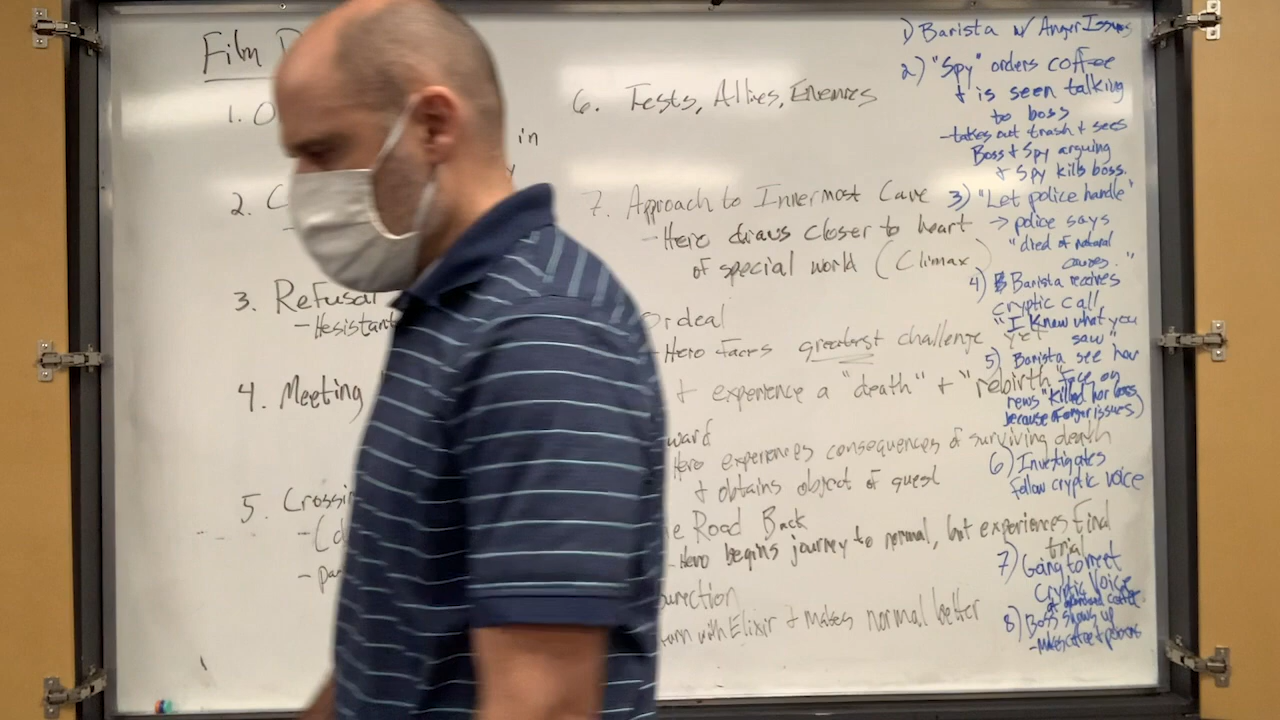 Film
1. O
in
2. C
3. Refusal
- Hesistant
4. Meeting
5. Crossin
6. Tests, Allies, Enemies
7. Approach to Innermost Cave
- Hero draws closer to heart
of special world (Climax)
Ordeal
- Hero faces greatest challenge yet
+ experience a "death" + "rebirth"
ward
Hero experiences consequences of surviving death
+ obtains object of quest
e Road Back
- Hero begins journey to normal, but experiences final
trial
urrection
urn with Elixir + makes normal better
1) Barista w/ Anger Issues
2) "Spy" orders coffee
+ is seen talking
to boss
- takes out trash + sees
Boss + Spy arguing
+ Spy kills boss.
3) "Let police handle"
→ police says
"died of natural
causes."
4) Barista receives
cryptic call
"I know what you
saw"
5) Barista see her
face on
news "killed her boss
because of anger issues)
6) Investigates
follow cryptic voice
7) Going to meet
Cryptic Voice
8) Boss shows up